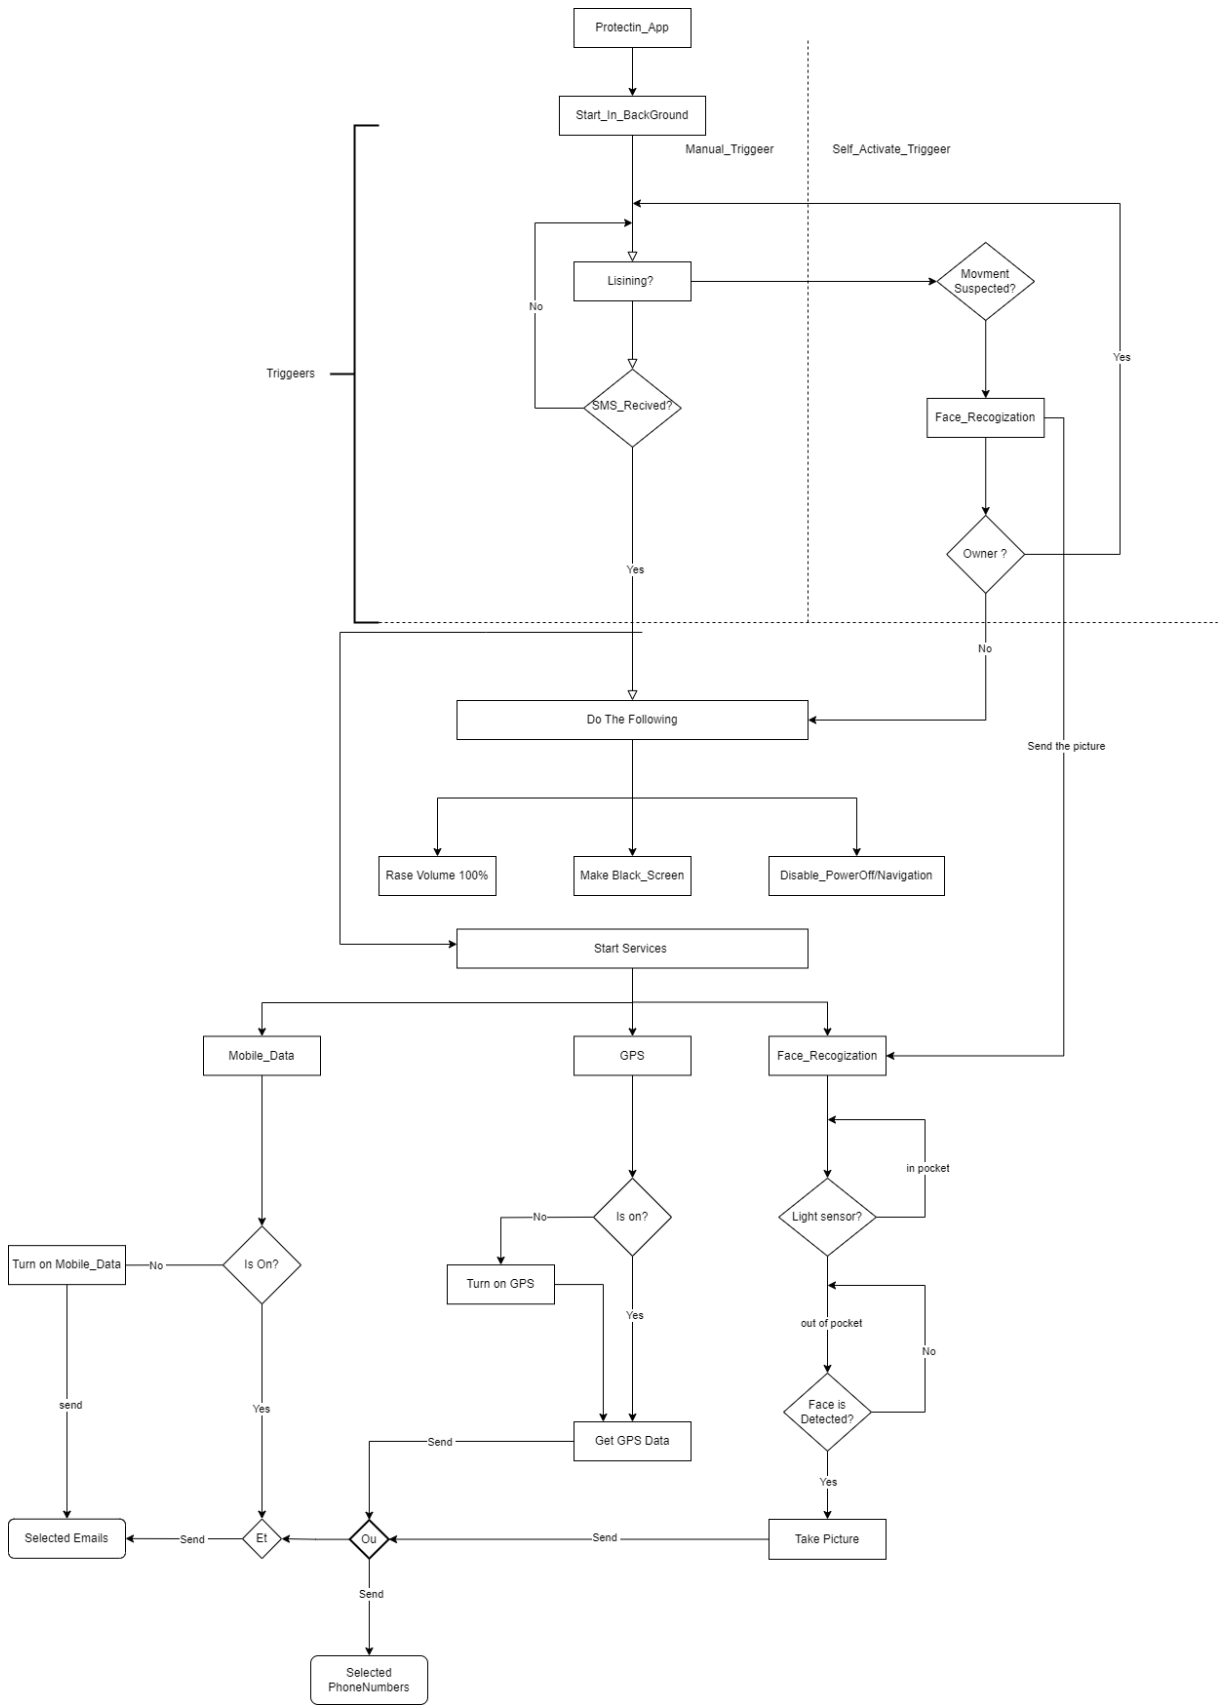 Protectin_App
Start_In_BackGround
Manual_Triggeer
Self_Activate_Triggeer
Lisining?
Movment
Suspected?
No
Yes
Triggeers
SMS_Recived?
Face_Recogization
Owner ?
Yes
No
Do The Following
Send the picture
Rase Volume 100%
Make Black_Screen
Disable_PowerOff/Navigation
Start Services
Mobile_Data
GPS
Face_Recogization
in pocket
Is on?
Light sensor?
No
Turn on Mobile_Data
No
Is On?
Turn on GPS
Yes
out of pocket
No
send
Yes
Face is
Detected?
Send
Get GPS Data
Yes
Selected Emails
Send
Et
Ou
Send
Take Picture
Send
Selected
PhoneNumbers